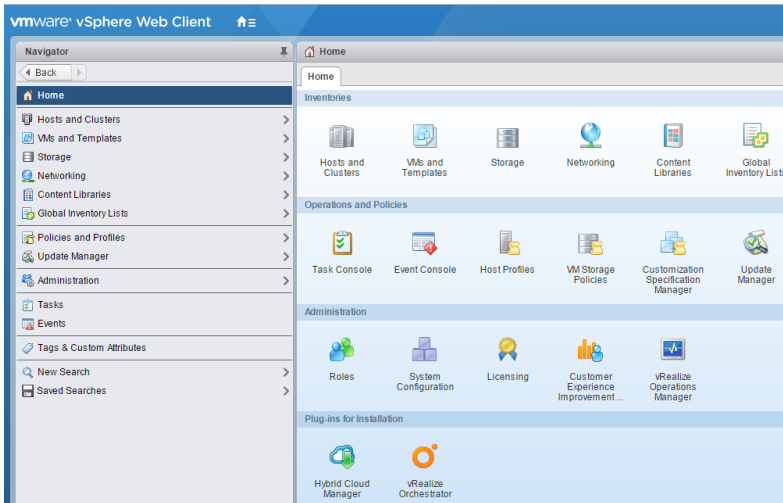 vmware® vSphere Web Client
Navigator
Back
Home
Hosts and Clusters
VMs and Templates
Storage
Networking
Content Libraries
Global Inventory Lists
Policies and Profiles
Update Manager
Administration
Tasks
Events
Tags & Custom Attributes
New Search
Saved Searches
Home
Home
Inventories
Hosts and
Clusters
VMs and
Templates
Storage
Networking
Content
Libraries
Global
Inventory Lists
Operations and Policies
Task Console
Event Console
Host Profiles
VM Storage
Policies
Customization
Specification
Manager
Update
Manager
Administration
Roles
System
Configuration
Licensing
Customer
Experience
Improvement ...
vRealize
Operations
Manager
Plug-ins for Installation
Hybrid Cloud
Manager
vRealize
Orchestrator